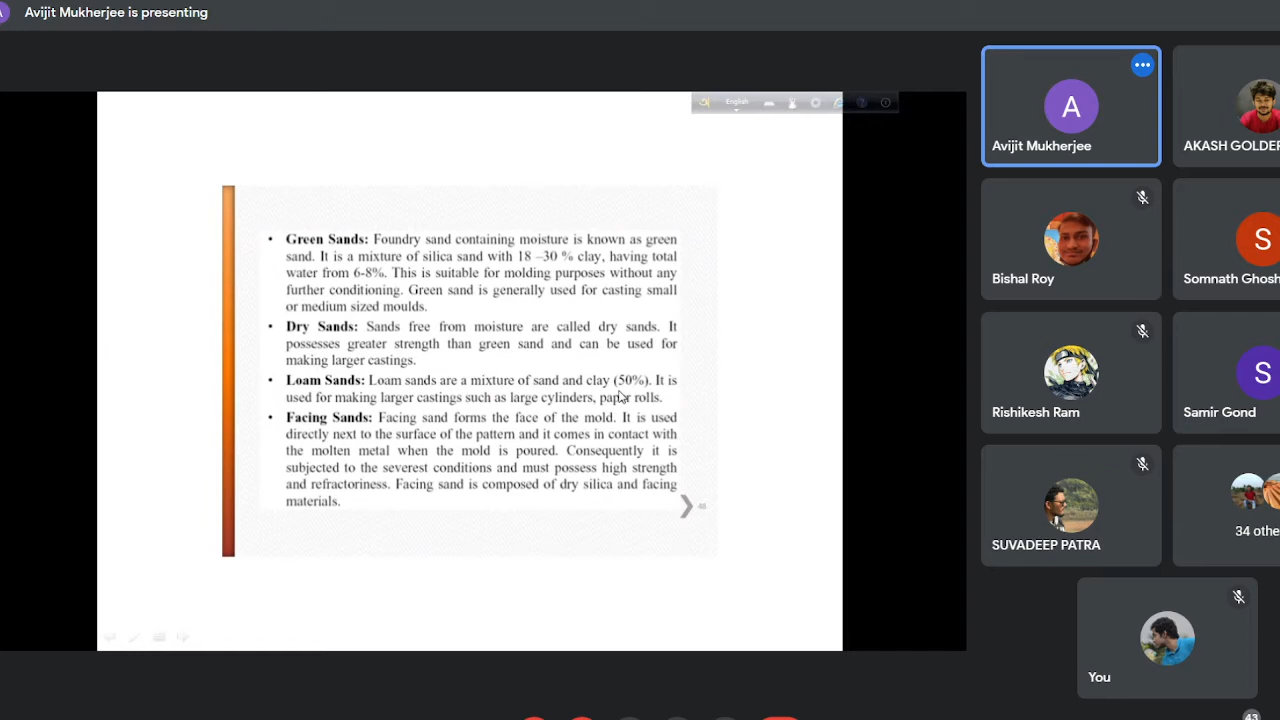 A
Avijit Mukherjee is presenting
English
• Green Sands: Foundry sand containing moisture is known as green
sand. It is a mixture of silica sand with 18 –30 % clay, having total
water from 6-8%. This is suitable for molding purposes without any
further conditioning. Green sand is generally used for casting small
or medium sized moulds.
• Dry Sands: Sands free from moisture are called dry sands. It
possesses greater strength than green sand and can be used for
making larger castings.
• Loam Sands: Loam sands are a mixture of sand and clay (50%). It is
used for making larger castings such as large cylinders, paper rolls.
• Facing Sands: Facing sand forms the face of the mold. It is used
directly next to the surface of the pattern and it comes in contact with
the molten metal when the mold is poured. Consequently it is
subjected to the severest conditions and must possess high strength
and refractoriness. Facing sand is composed of dry silica and facing
materials.
48
A
Avijit Mukherjee
AKASH GOLDER
Bishal Roy
S
Somnath Ghosh
Rishikesh Ram
S
Samir Gond
SUVADEEP PATRA
34 othe
You
43